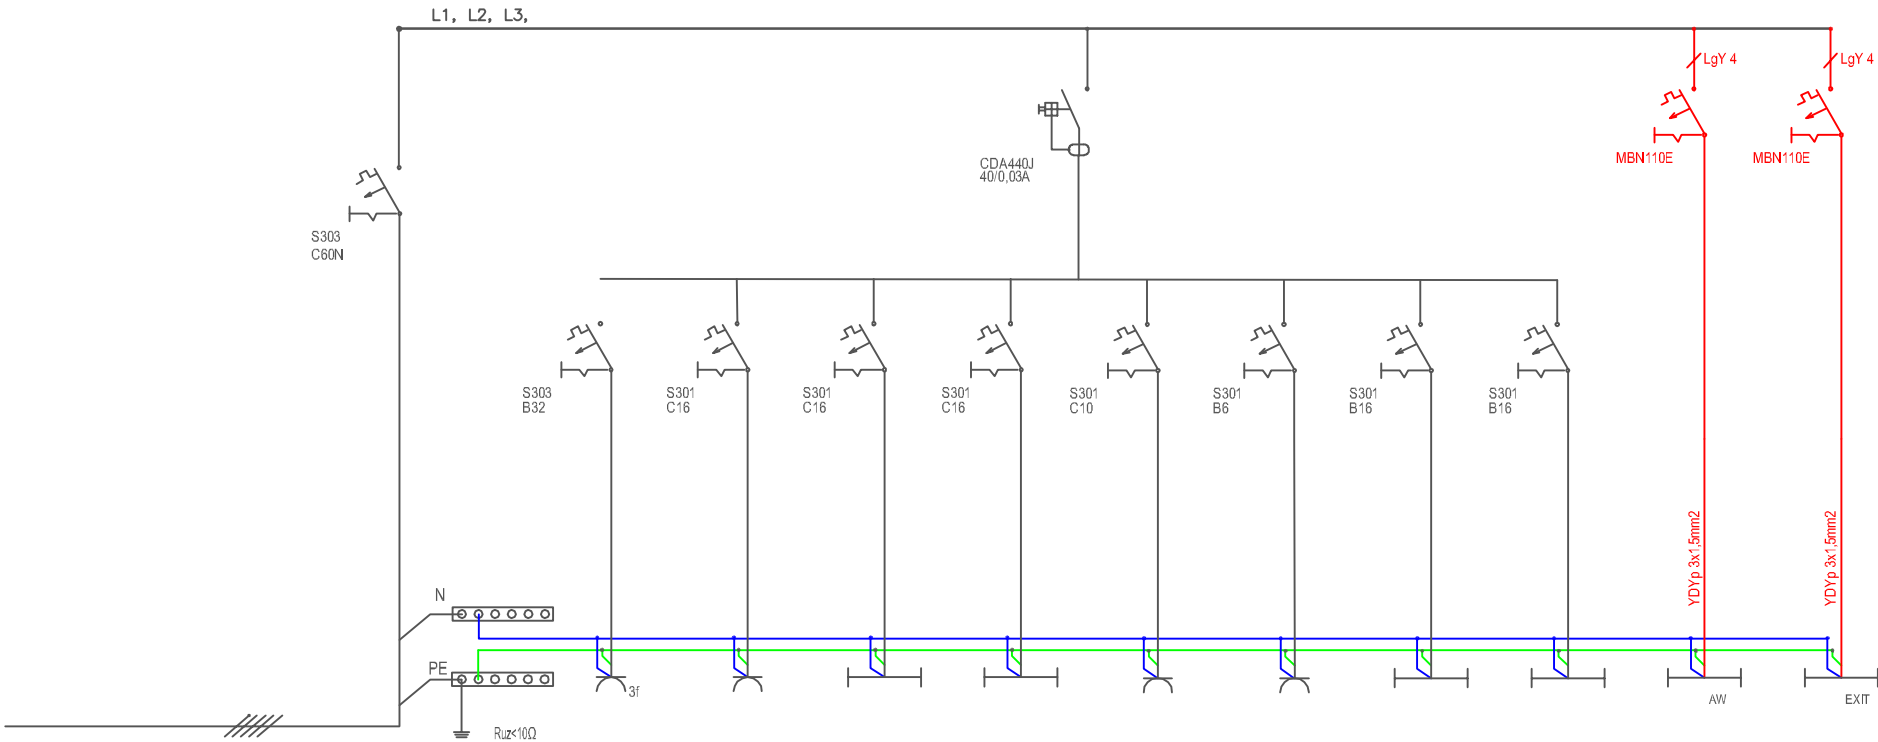 L1, L2, L3,
LgY 4
LgY 4
CDA440J
40/0,03A
MBN110E
MBN110E
S303
C60N
S303
B32
S301
C16
S301
C16
S301
C16
S301
C10
S301
B6
S301
B16
S301
B16
YDYp 3x1,5mm2
YDYp 3x1,5mm2
N
PE
3f
AW
EXIT
Ruz<10Ω